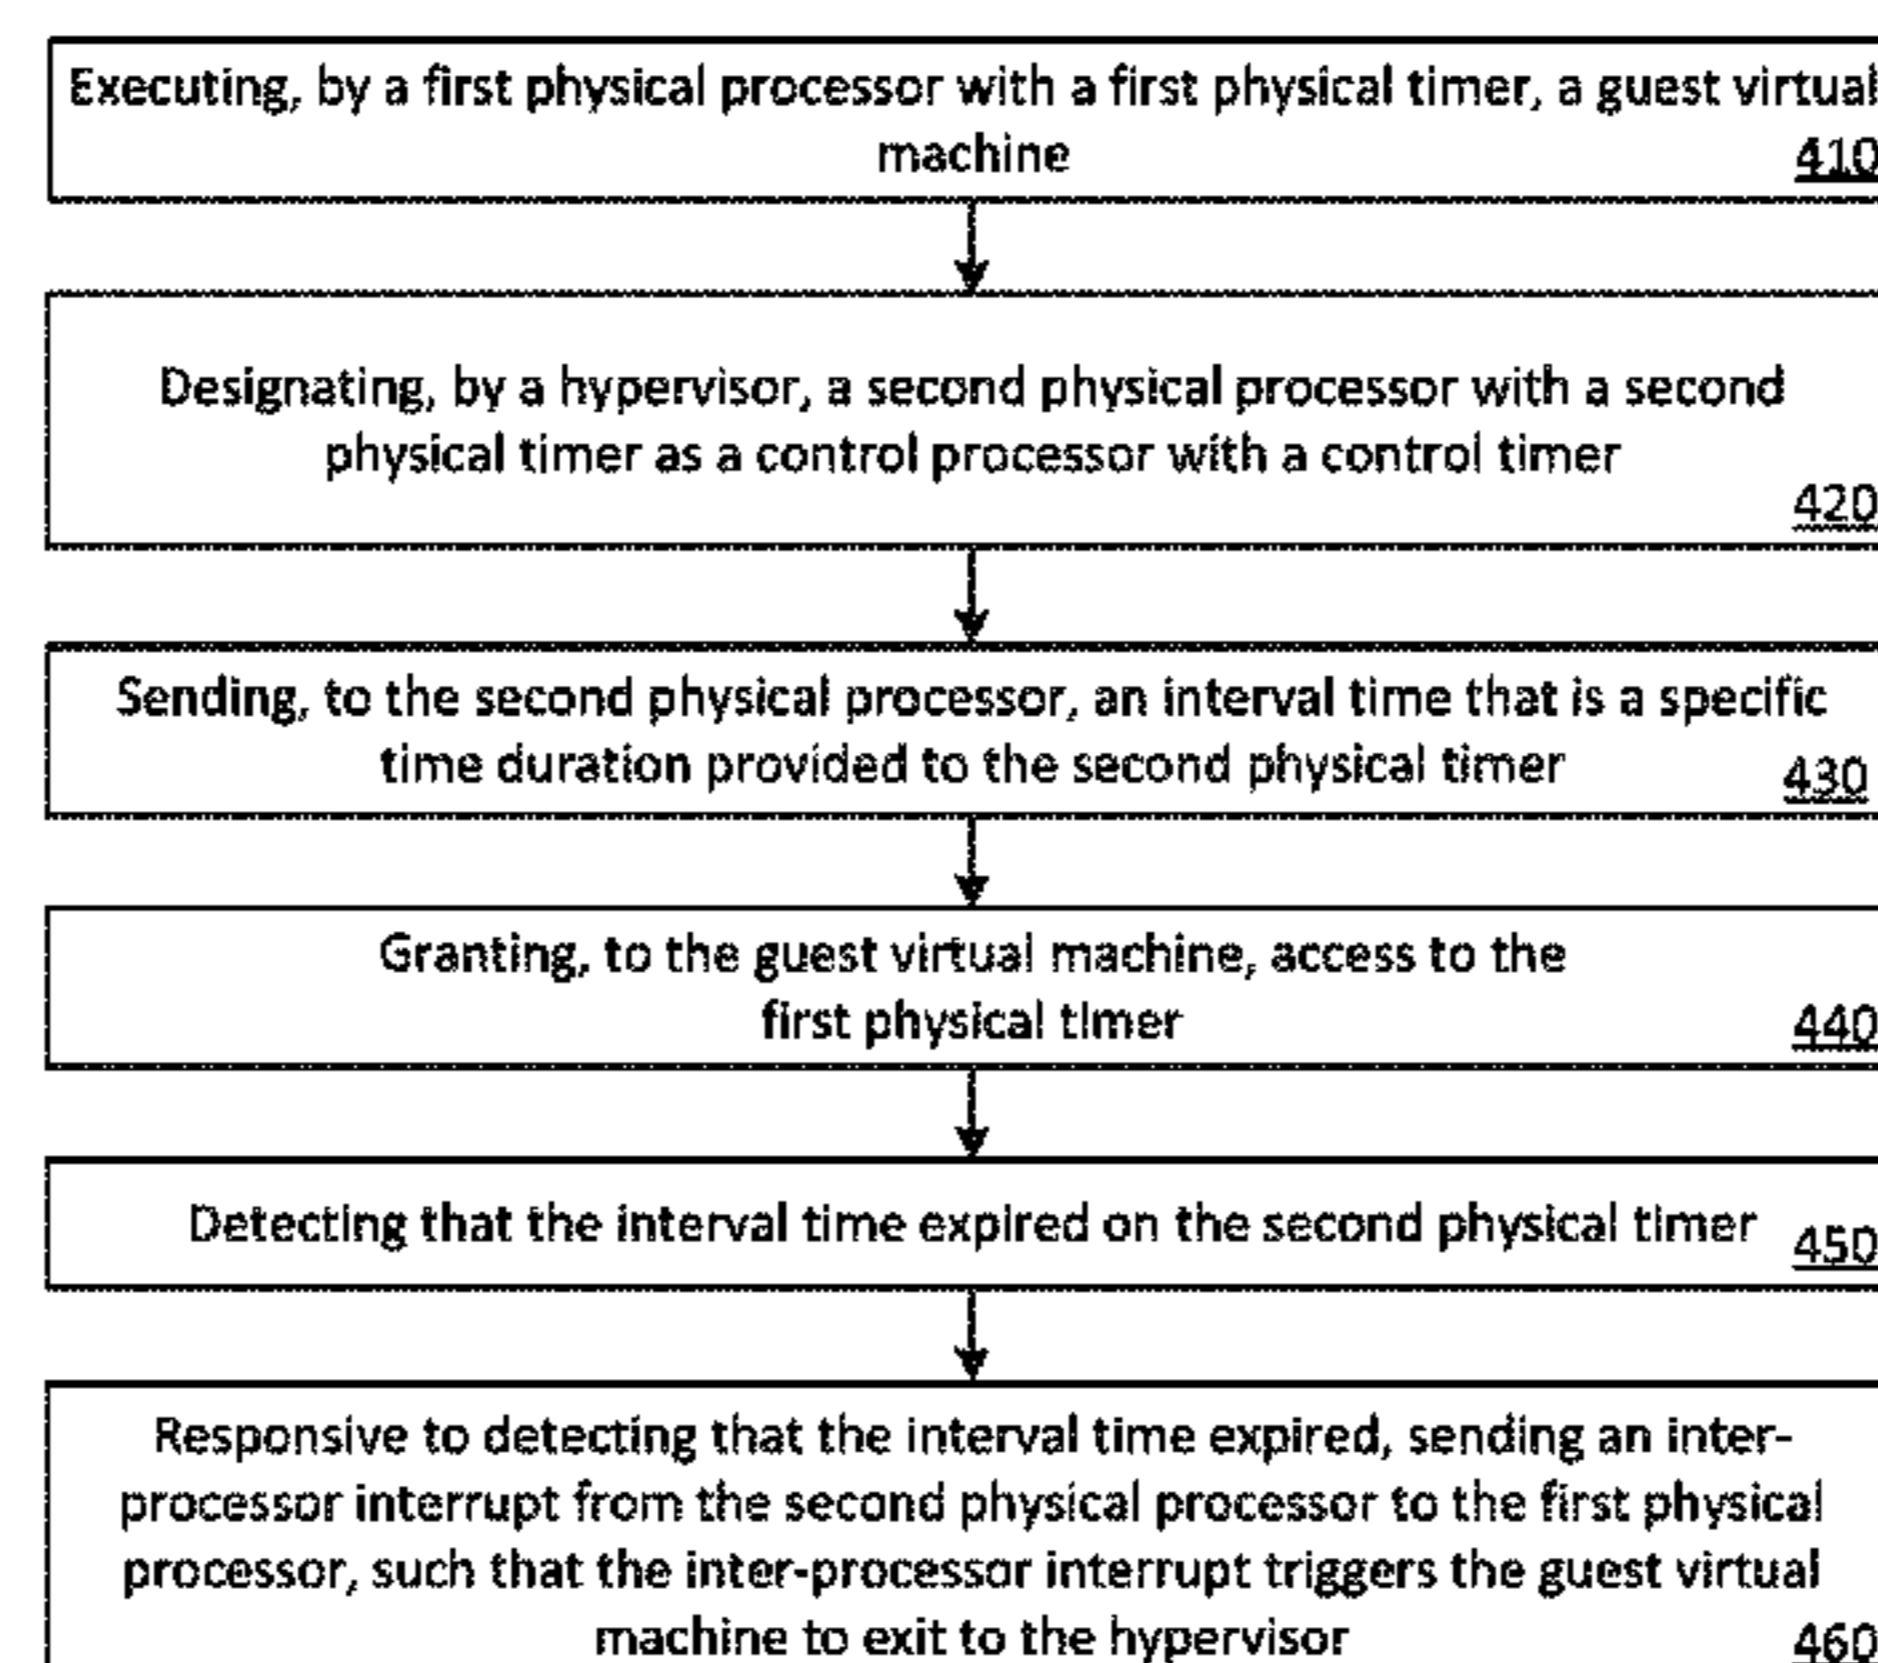 Executing, by a first physical processor with a first physical timer, a guest virtual
machine
410
Designating, by a hypervisor, a second physical processor with a second
physical timer as a control processor with a control timer
420
Sending, to the second physical processor, an interval time that is a specific
time duration provided to the second physical timer
430
Granting, to the guest virtual machine, access to the
first physical timer
440
Detecting that the interval time expired on the second physical timer
450
Responsive to detecting that the interval time expired, sending an inter-
processor interrupt from the second physical processor to the first physical
processor, such that the inter-processor interrupt triggers the guest virtual
machine to exit to the hypervisor
460